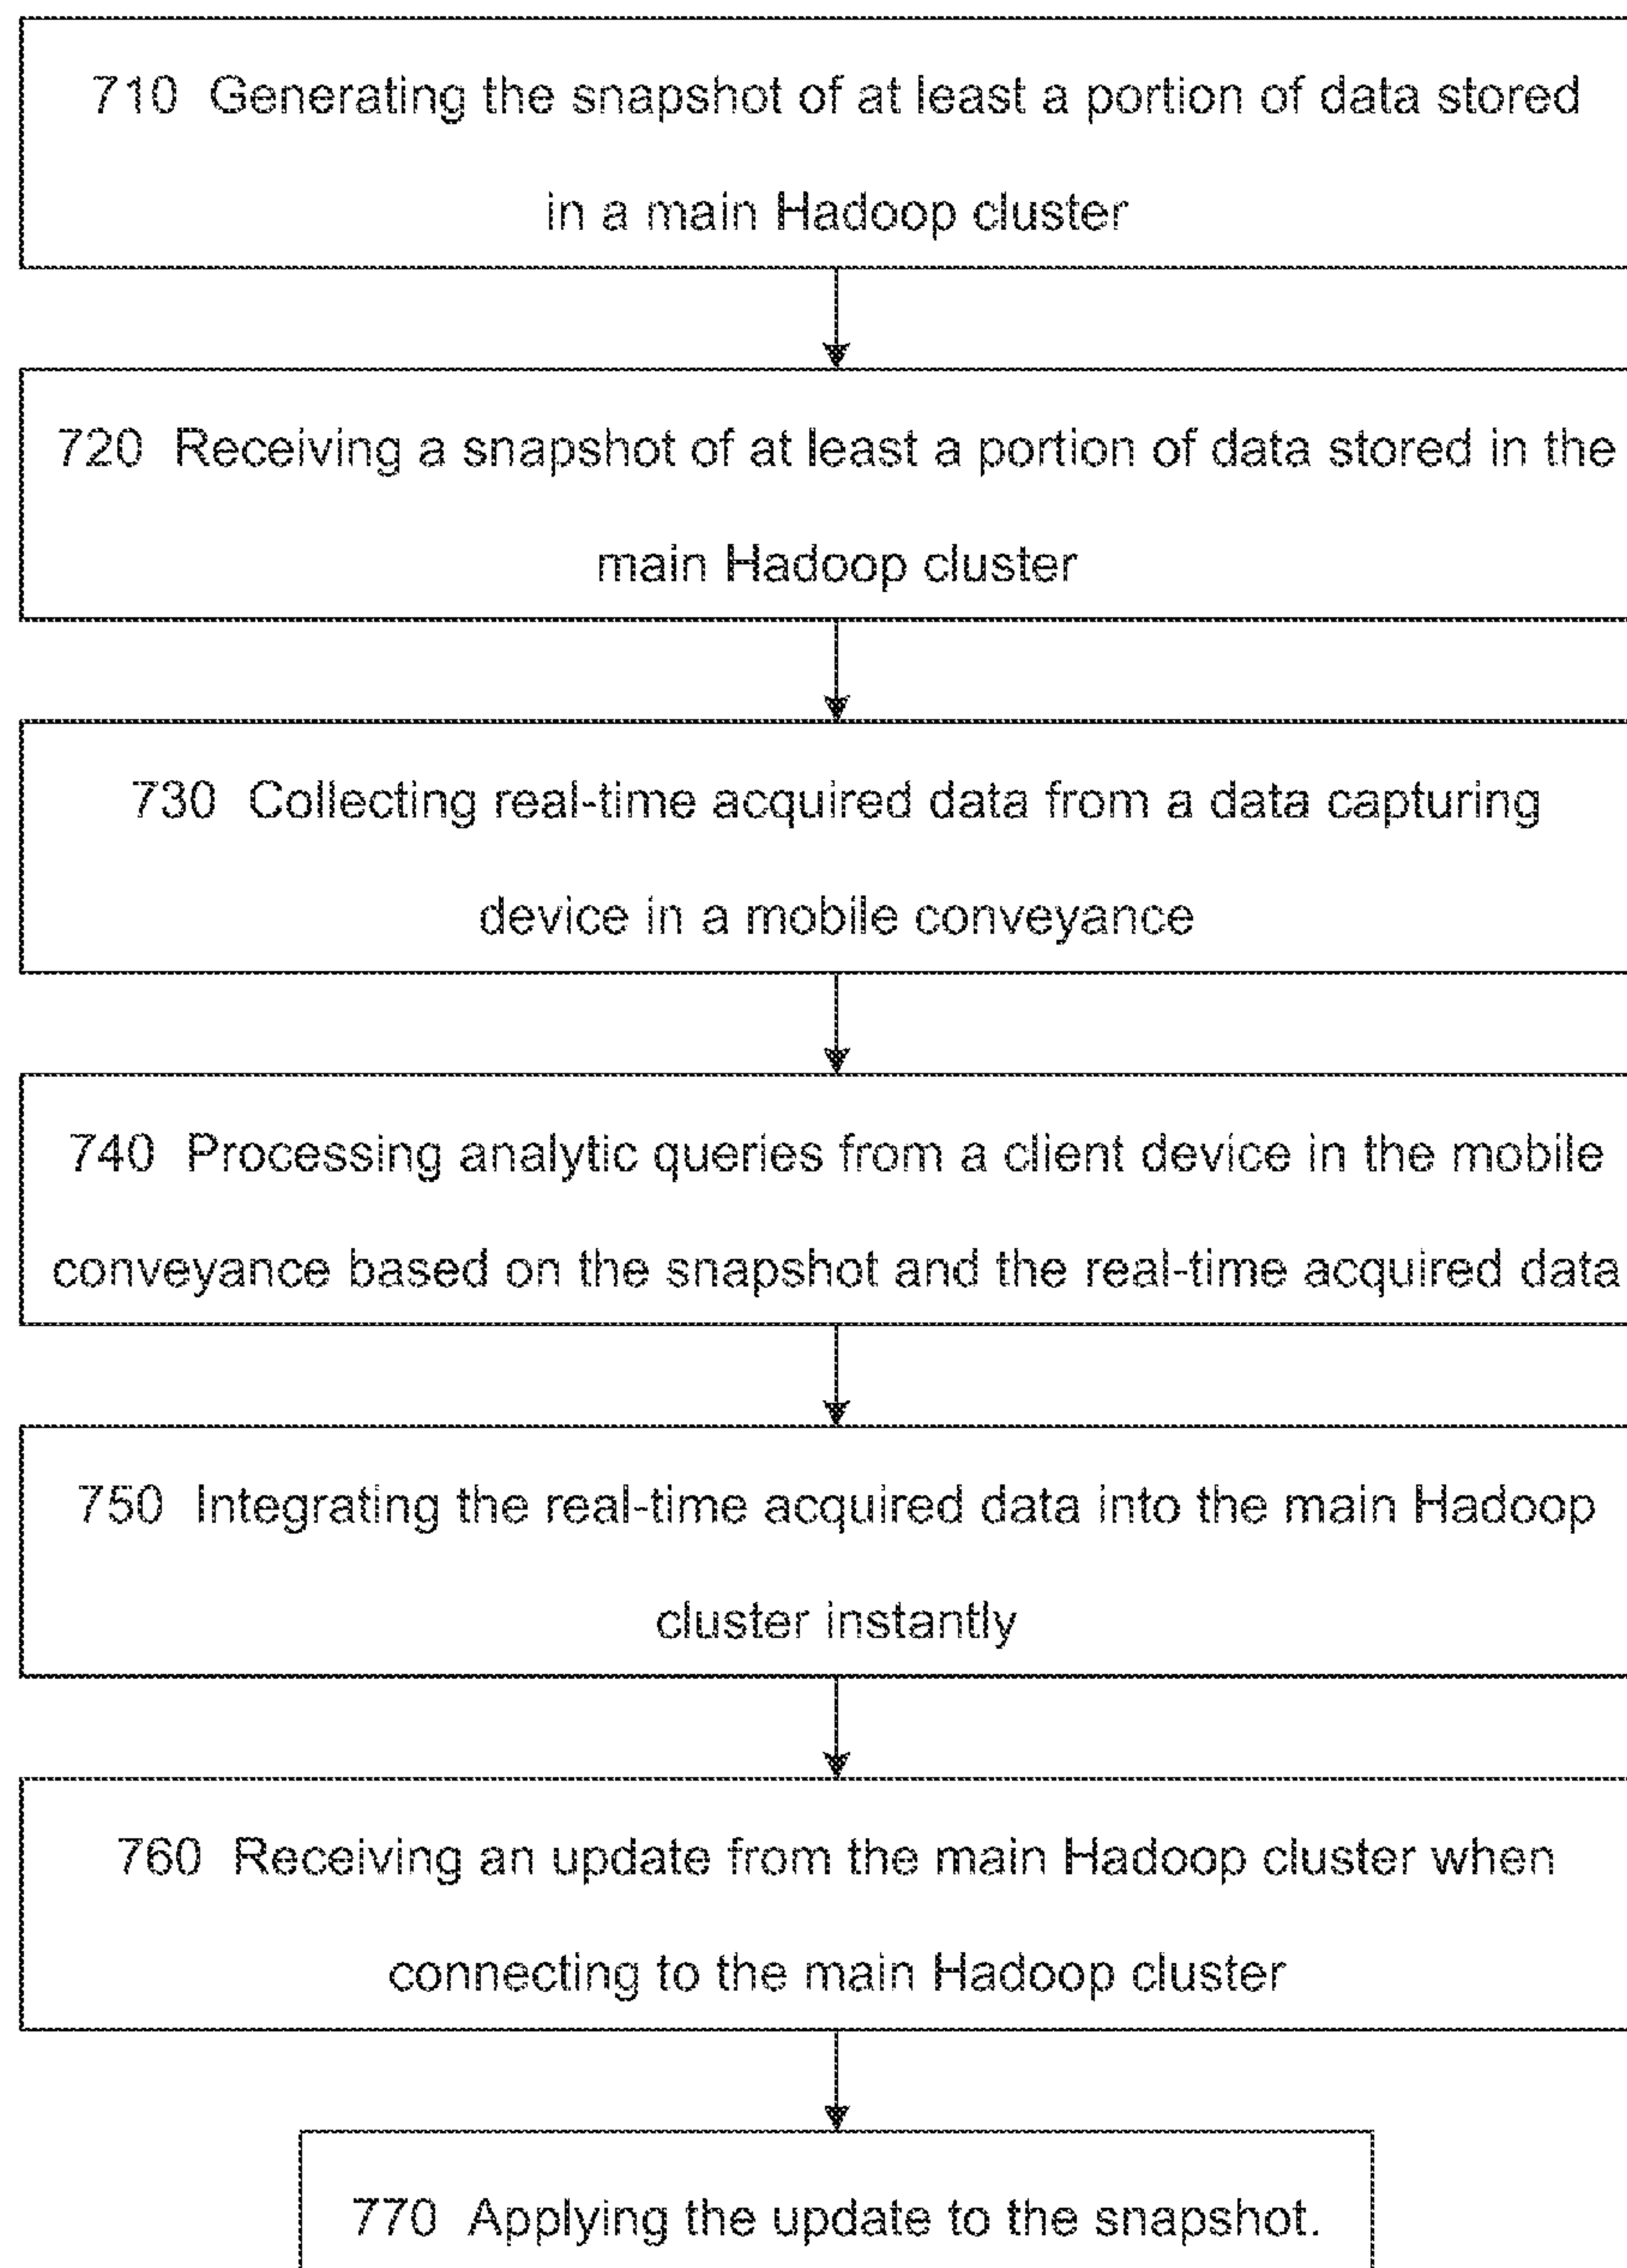 710 Generating the snapshot of at least a portion of data stored
in a main Hadoop cluster
720 Receiving a snapshot of at least a portion of data stored in the
main Hadoop cluster
730 Collecting real-time acquired data from a data capturing
device in a mobile conveyance
740 Processing analytic queries from a client device in the mobile
conveyance based on the snapshot and the real-time acquired data
750 Integrating the real-time acquired data into the main Hadoop
cluster instantly
760 Receiving an update from the main Hadoop cluster when
connecting to the main Hadoop cluster
770 Applying the update to the snapshot.